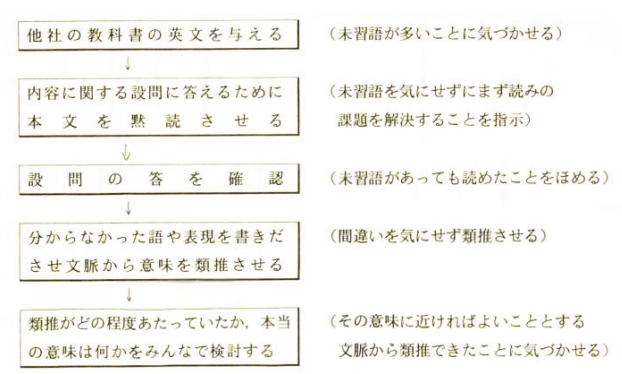 他社の教科書の英文を与える
（未習語が多いことに気づかせる）
↓
内容に関する設問に答えるために
本文を黙読させる
（未習語を気にせずにまず読みの
課題を解決することを指示）
↓
設問の答を確認
（未習語があっても読めたことをほめる）
↓
分からなかった語や表現を書きだ
させ文脈から意味を類推させる
（間違いを気にせず類推させる）
↓
類推がどの程度あたっていたか，本当
の意味は何かをみんなで検討する
（その意味に近ければよいこととする
文脈から類推できたことに気づかせる）